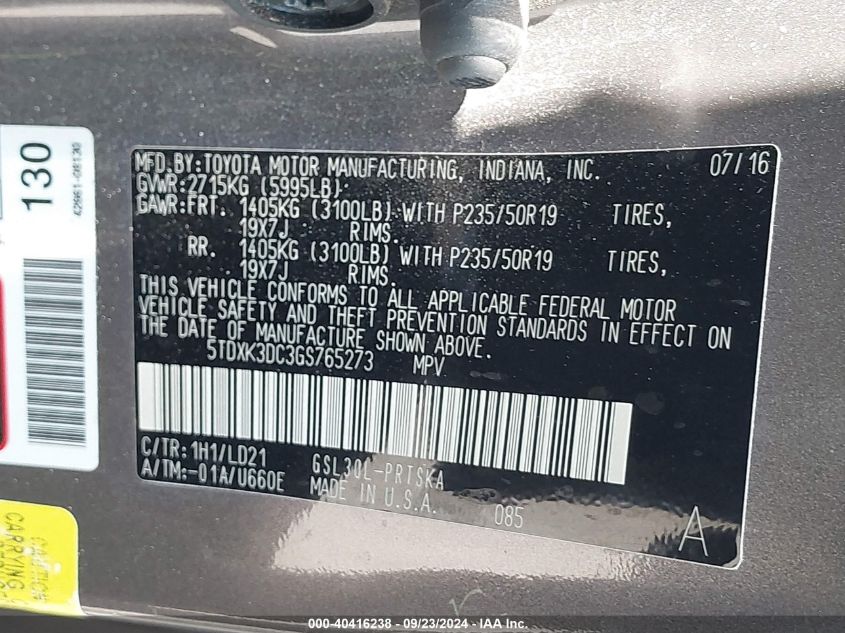 MFD.BY:TOYOTA MOTOR MANUFACTURING, INDIANA, INC. 07/16
GVWR:2715KG (5995LB)
GAWR:FRT. 1405KG (3100LB) WITH P235/50R19 TIRES,
19X7J RIMS.
RR. 1405KG (3100LB) WITH P235/50R19 TIRES,
19X7J RIMS.
THIS VEHICLE CONFORMS TO ALL APPLICABLE FEDERAL MOTOR
VEHICLE SAFETY AND THEFT PREVENTION STANDARDS IN EFFECT ON
THE DATE OF MANUFACTURE SHOWN ABOVE.
5TDXK3DC3GS765273 MPV
C/TR:1H1/LD21 GSL30L-PRTSKA
A/TM:-01A/U660E MADE IN U.S.A.
085
A
130
42661-08130
CAUTION
CARRYING
000-40416238 - 09/23/2024 - IAA Inc.